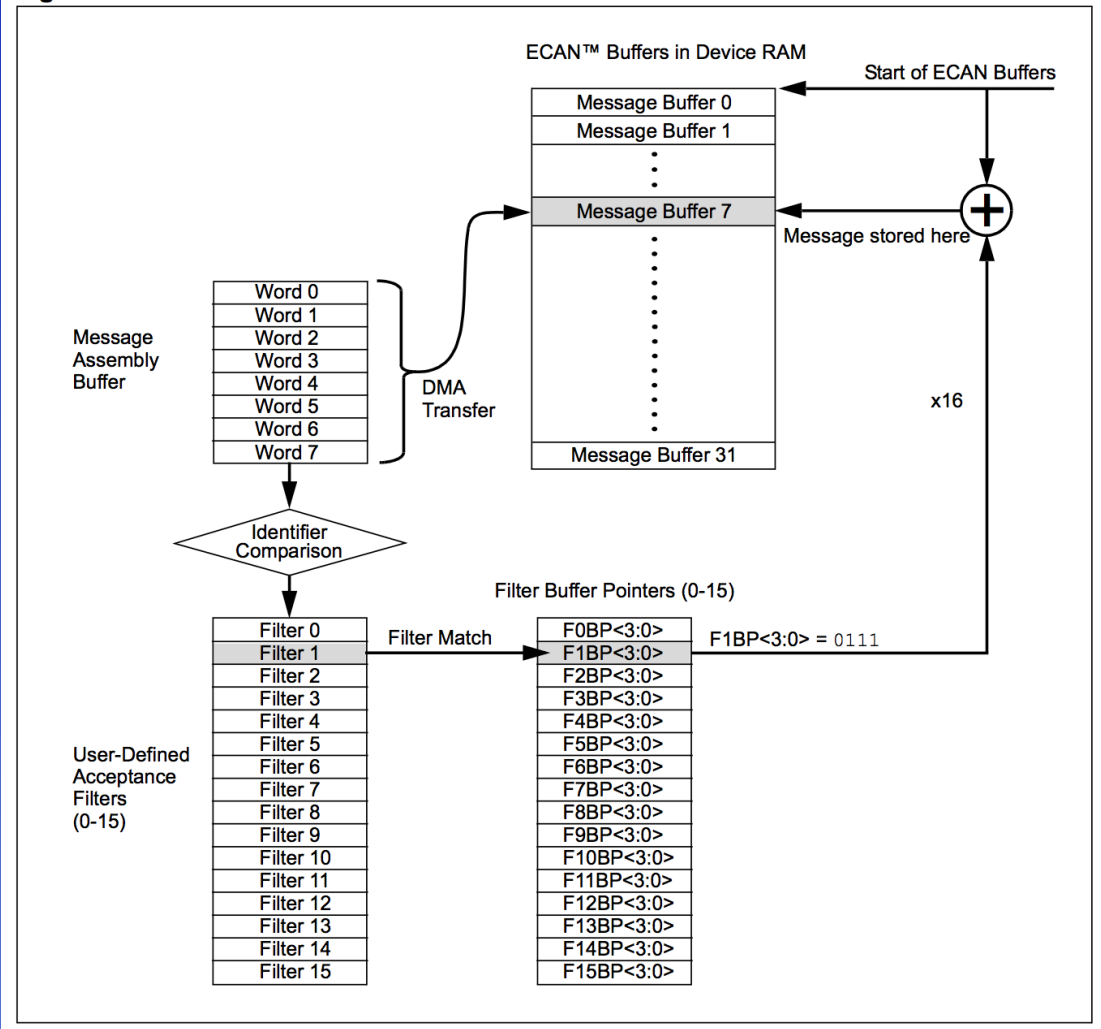 ECAN™ Buffers in Device RAM
Start of ECAN Buffers
Message Buffer 0
Message Buffer 1
Message Buffer 7
Message stored here
Word 0
Word 1
Word 2
Word 3
Word 4
Word 5
Word 6
Word 7
Message
Assembly
Buffer
DMA
Transfer
x16
Message Buffer 31
Identifier
Comparison
Filter Buffer Pointers (0-15)
Filter 0
Filter 1
Filter 2
Filter 3
Filter 4
Filter 5
Filter 6
Filter 7
Filter 8
Filter 9
Filter 10
Filter 11
Filter 12
Filter 13
Filter 14
Filter 15
Filter Match
F0BP<3:0>
F1BP<3:0>
F2BP<3:0>
F3BP<3:0>
F4BP<3:0>
F5BP<3:0>
F6BP<3:0>
F7BP<3:0>
F8BP<3:0>
F9BP<3:0>
F10BP<3:0>
F11BP<3:0>
F12BP<3:0>
F13BP<3:0>
F14BP<3:0>
F15BP<3:0>
F1BP<3:0> = 0111
User-Defined
Acceptance
Filters
(0-15)